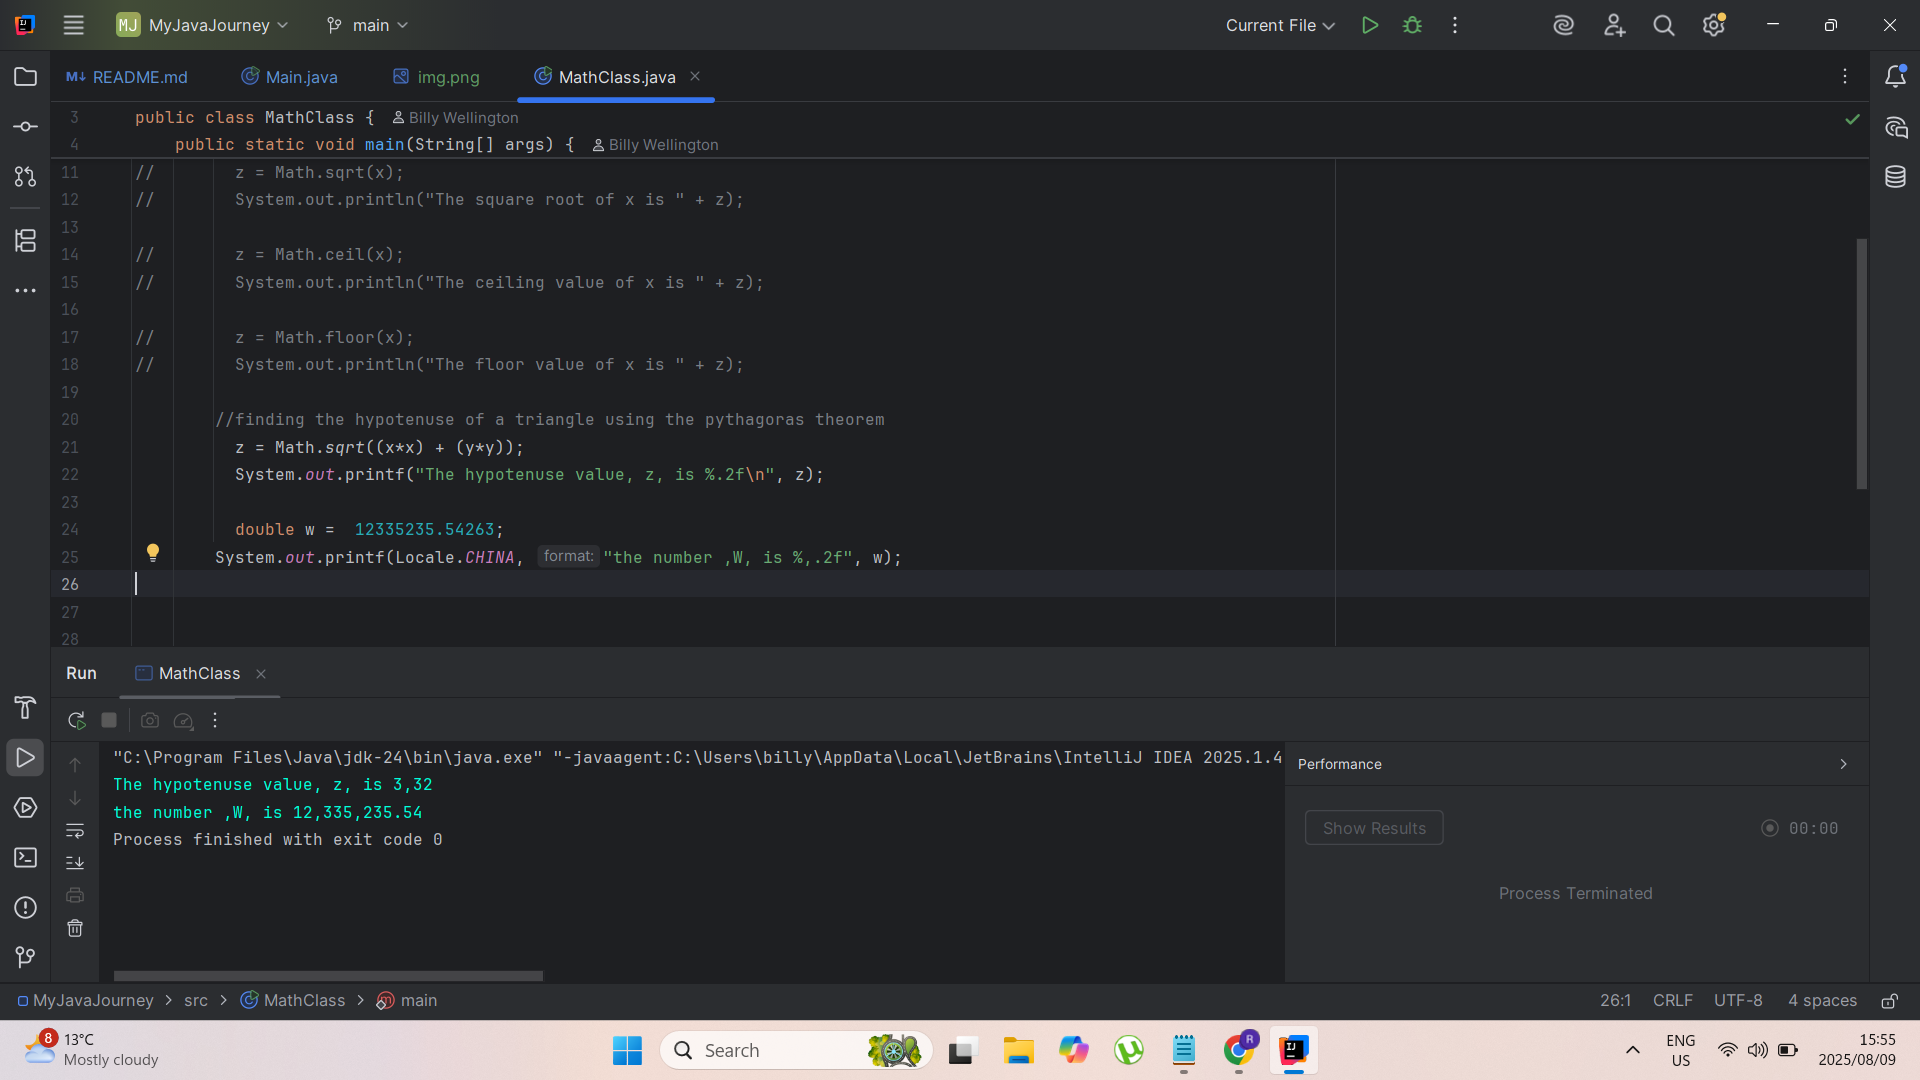 MJ MyJavaJourney main Current File
README.md Main.java img.png MathClass.java
3 public class MathClass { Billy Wellington
4 public static void main(String[] args) { Billy Wellington
11 // z = Math.sqrt(x);
12 // System.out.println("The square root of x is " + z);
13
14 // z = Math.ceil(x);
15 // System.out.println("The ceiling value of x is " + z);
16
17 // z = Math.floor(x);
18 // System.out.println("The floor value of x is " + z);
19
20 //finding the hypotenuse of a triangle using the pythagoras theorem
21 z = Math.sqrt((x*x) + (y*y));
22 System.out.printf("The hypotenuse value, z, is %.2f\n", z);
23
24 double w =  12335235.54263;
25 System.out.printf(Locale.CHINA, format: "the number ,W, is %,.2f", w);
26
27
28
Run MathClass
"C:\Program Files\Java\jdk-24\bin\java.exe" "-javaagent:C:\Users\billy\AppData\Local\JetBrains\IntelliJ IDEA 2025.1.4
The hypotenuse value, z, is 3,32
the number ,W, is 12,335,235.54
Process finished with exit code 0
Performance
Show Results 00:00
Process Terminated
MyJavaJourney > src > MathClass > main 26:1 CRLF UTF-8 4 spaces
8 13°C
Mostly cloudy
Search
R
ENG
US
15:55
2025/08/09